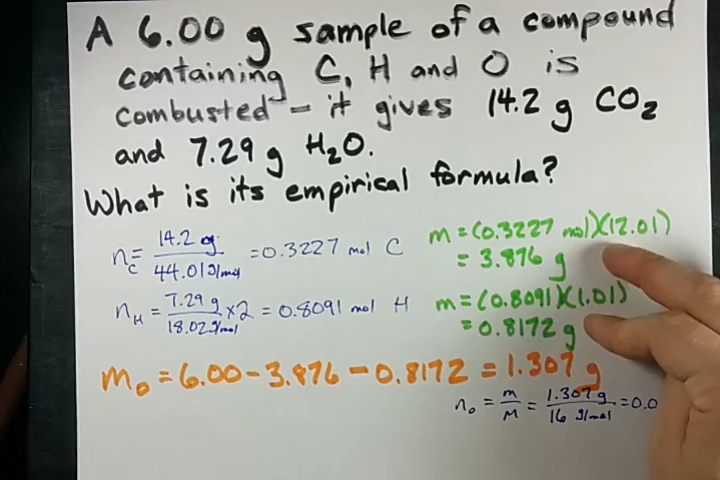 A 6.00 g sample of a compound
containing C, H and O is
combusted - it gives 14.2 g CO2
and 7.29 g H2O.
What is its empirical formula?
nC = 14.2 g / 44.01 g/mol = 0.3227 mol C
m = (0.3227 mol)(12.01)
= 3.876 g
nH = 7.29 g / 18.02 g/mol x2 = 0.8091 mol H
m = (0.8091)(1.01)
= 0.8172 g
mo = 6.00 - 3.876 - 0.8172 = 1.307 g
no = m / M = 1.307 g / 16 g/mol = 0.0